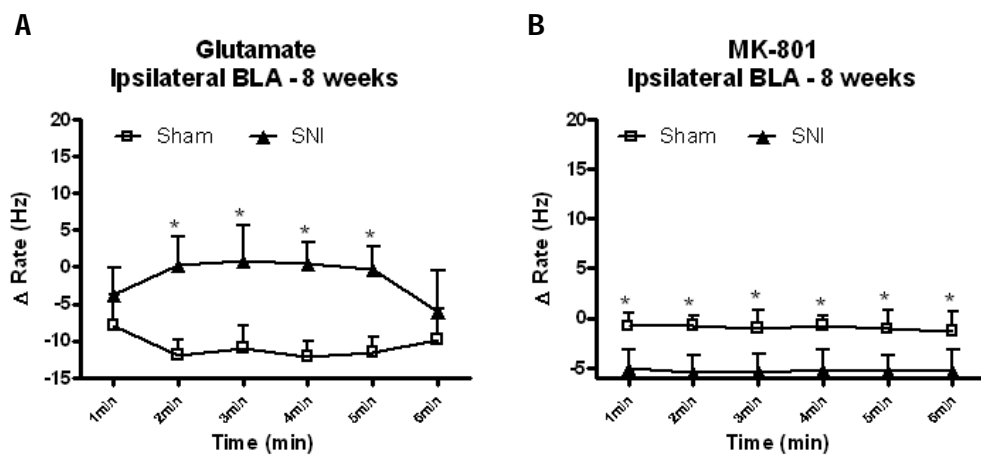 A
Glutamate
Ipsilateral BLA - 8 weeks
20
15
10
5
0
-5
-10
-15
Δ Rate (Hz)
Sham
SNI
*
*
*
*
1min
2min
3min
4min
5min
6min
Time (min)
B
MK-801
Ipsilateral BLA - 8 weeks
20
15
10
5
0
-5
Δ Rate (Hz)
Sham
SNI
*
*
*
*
*
*
1min
2min
3min
4min
5min
6min
Time (min)